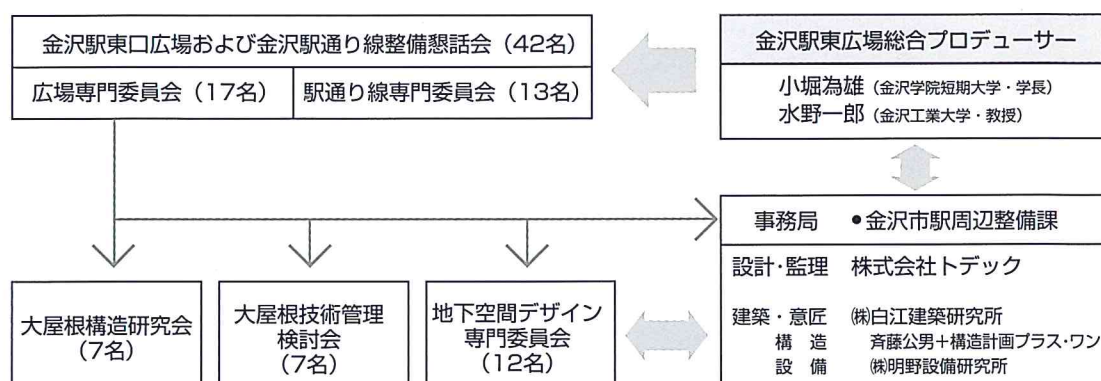 金沢駅東口広場および金沢駅通り線整備懇話会（42名）
広場専門委員会（17名）
駅通り線専門委員会（13名）
金沢駅東広場総合プロデューサー
小堀為雄（金沢学院短期大学・学長）
水野一郎（金沢工業大学・教授）
事務局　●金沢市駅周辺整備課
設計・監理　株式会社トデック
建築・意匠　㈱白江建築研究所
構　造　斉藤公男＋構造計画プラス・ワン
設　備　㈱明野設備研究所
大屋根構造研究会
（7名）
大屋根技術管理
検討会
（7名）
地下空間デザイン
専門委員会
（12名）